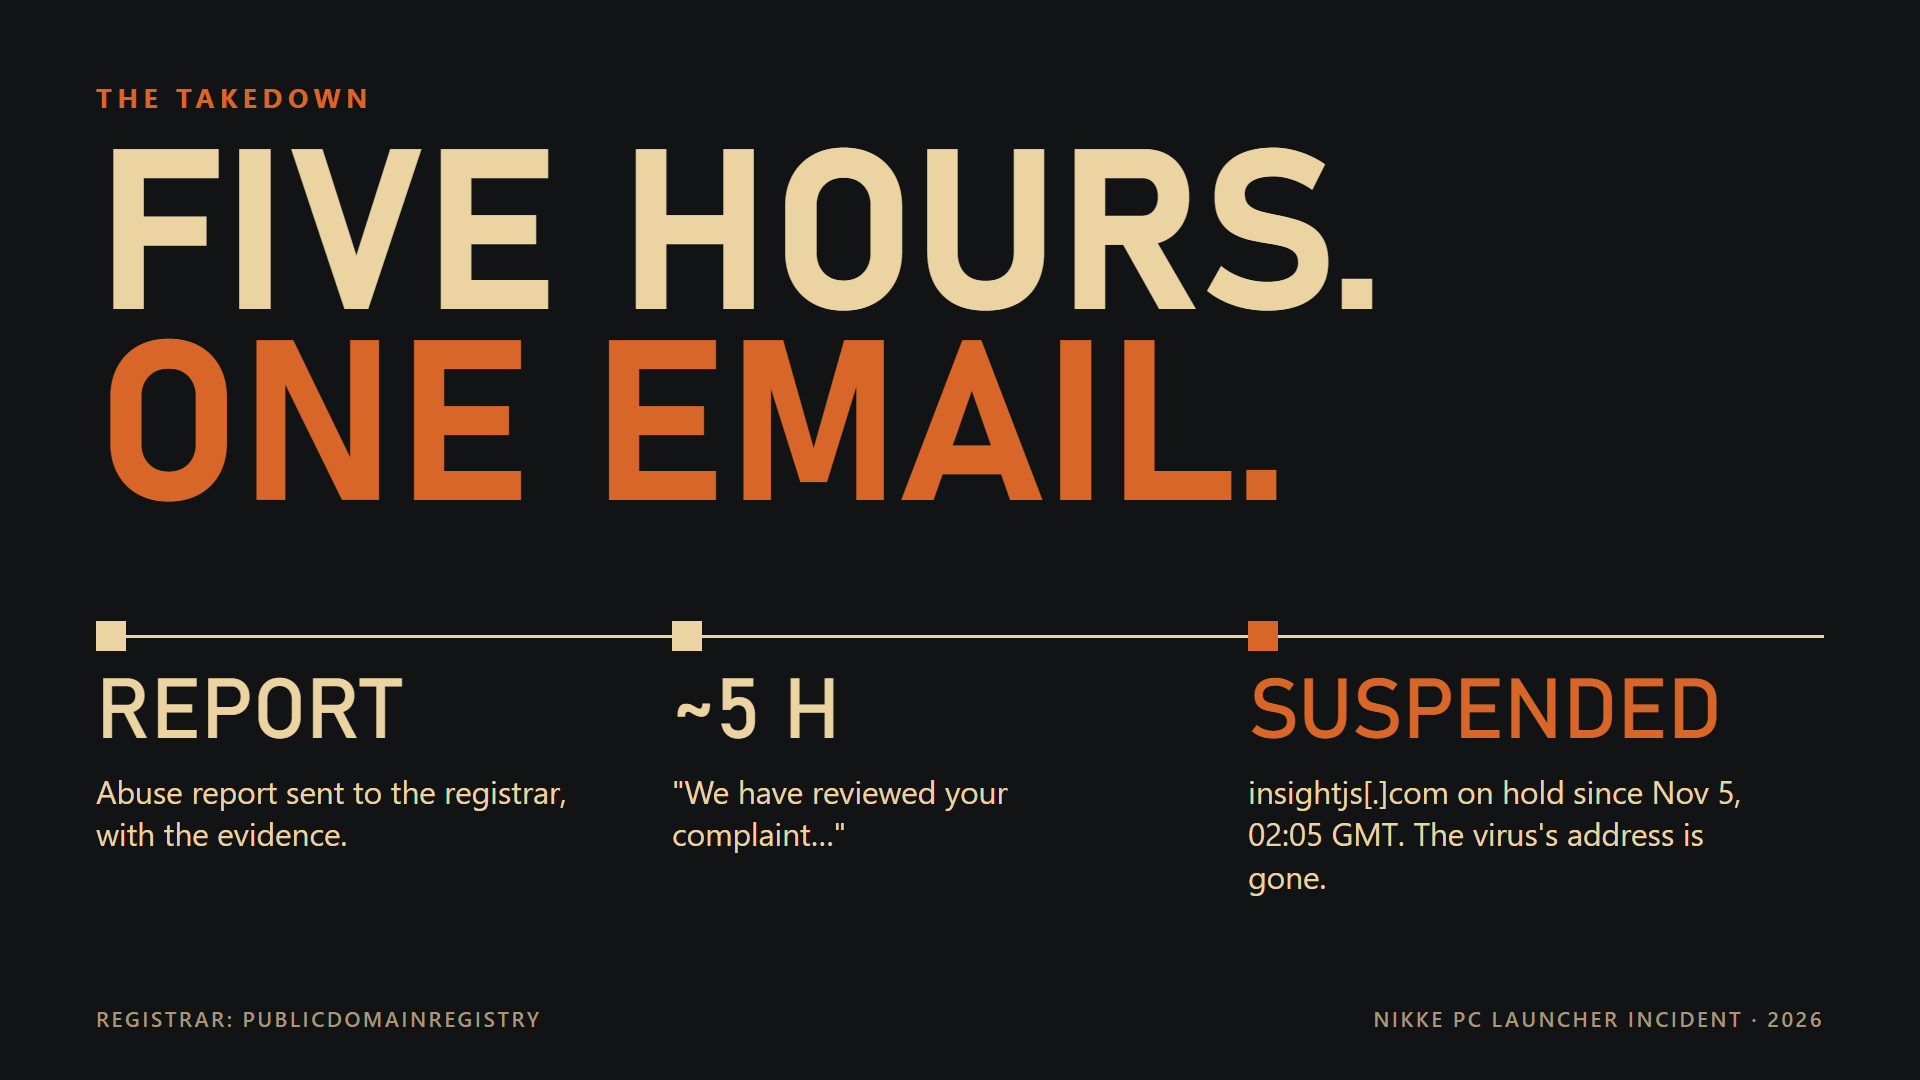 THE TAKEDOWN
FIVE HOURS.
ONE EMAIL.
REPORT
Abuse report sent to the registrar,
with the evidence.
~5 H
"We have reviewed your
complaint..."
SUSPENDED
insightjs[.]com on hold since Nov 5,
02:05 GMT. The virus's address is
gone.
REGISTRAR: PUBLICDOMAINREGISTRY
NIKKE PC LAUNCHER INCIDENT · 2026